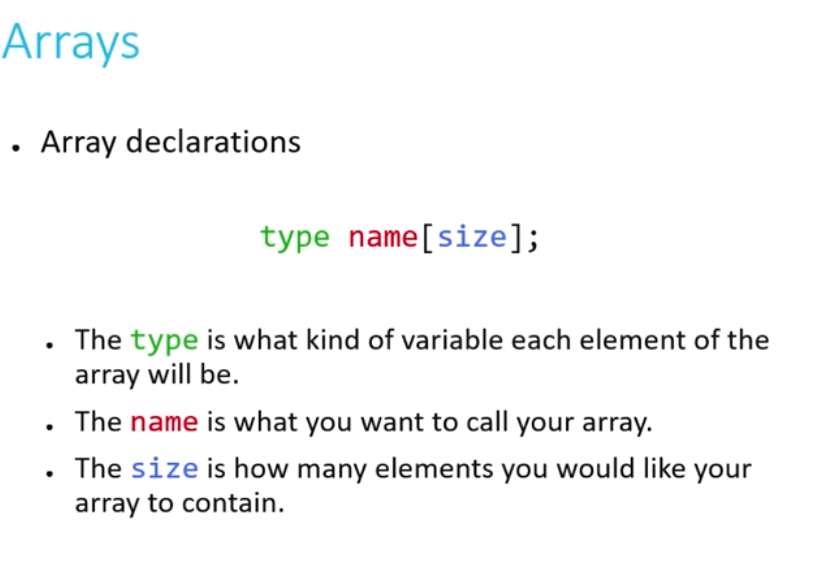 Arrays
• Array declarations
type name[size];
• The type is what kind of variable each element of the
array will be.
• The name is what you want to call your array.
• The size is how many elements you would like your
array to contain.